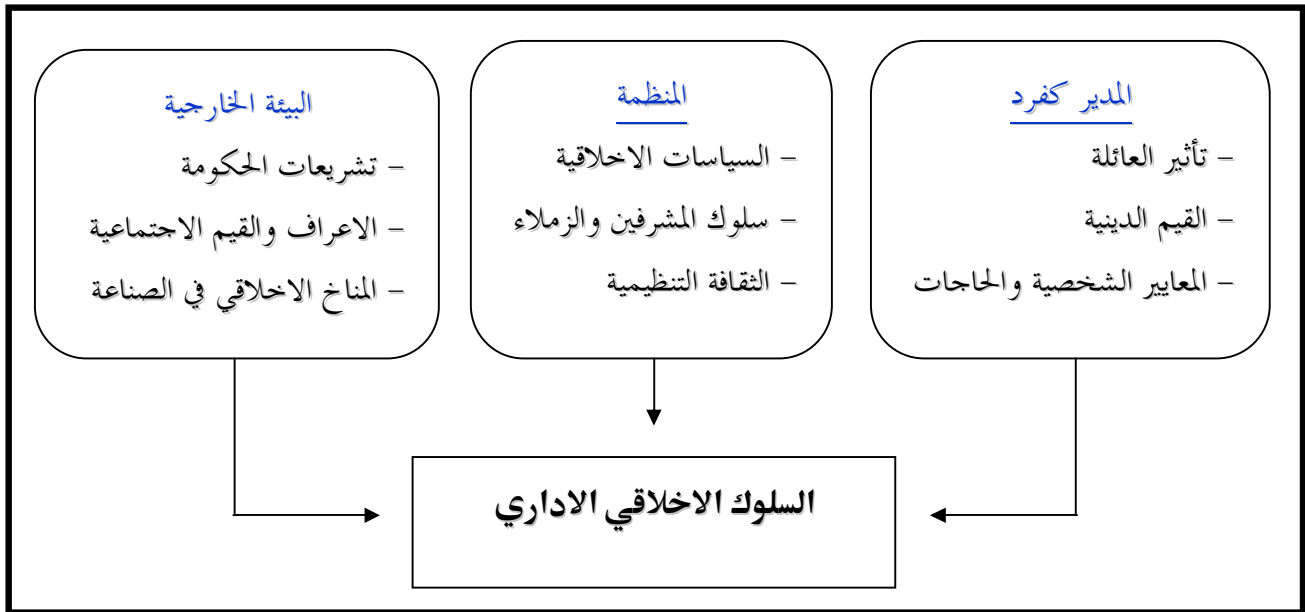 المدير كفرد
– تأثير العائلة
– القيم الدينية
– المعايير الشخصية والحاجات
المنظمة
– السياسات الاخلاقية
– سلوك المشرفين والزملاء
– الثقافة التنظيمية
البيئة الخارجية
– تشريعات الحكومة
– الاعراف والقيم الاجتماعية
– المناخ الاخلاقي في الصناعة
السلوك الاخلاقي الاداري